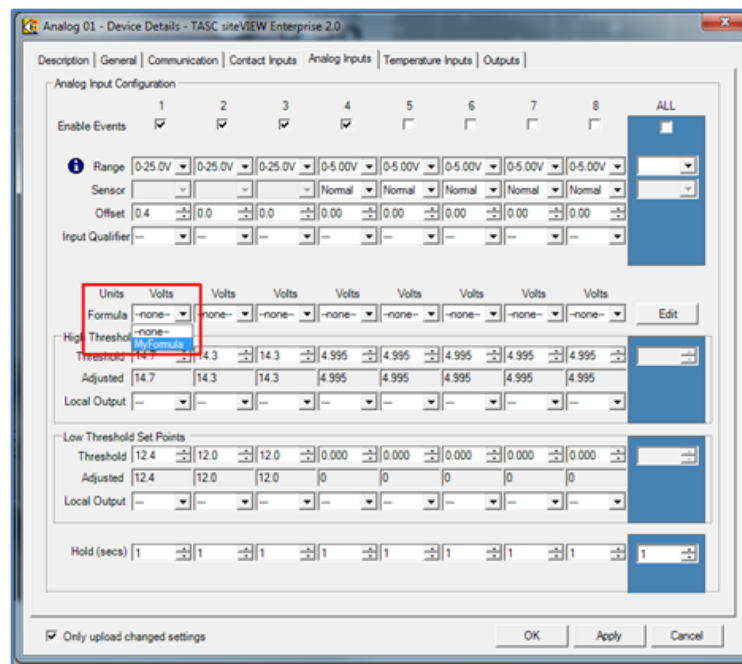 Analog 01 - Device Details - TASC siteVIEW Enterprise 2.0
Description General Communication Contact Inputs Analog Inputs Temperature Inputs Outputs
Analog Input Configuration
1 2 3 4 5 6 7 8 ALL
Enable Events
Range 0-25.0V 0-25.0V 0-25.0V 0-5.00V 0-5.00V 0-5.00V 0-5.00V 0-5.00V
Sensor Normal Normal Normal Normal Normal
Offset 0.4 0.0 0.0 0.00 0.00 0.00 0.00 0.00
Input Qualifier --- --- --- --- --- --- --- ---
Units Volts Volts Volts Volts Volts Volts Volts Volts
Formula --none-- --none-- --none-- --none-- --none-- --none-- --none-- --none-- Edit
--none--
MyFormula
High Threshol
Threshold 14.7 14.3 14.3 4.995 4.995 4.995 4.995 4.995
Adjusted 14.7 14.3 14.3 4.995 4.995 4.995 4.995 4.995
Local Output --- --- --- --- --- --- --- ---
Low Threshold Set Points
Threshold 12.4 12.0 12.0 0.000 0.000 0.000 0.000 0.000
Adjusted 12.4 12.0 12.0 0 0 0 0 0
Local Output --- --- --- --- --- --- --- ---
Hold (secs) 1 1 1 1 1 1 1 1 1
Only upload changed settings OK Apply Cancel